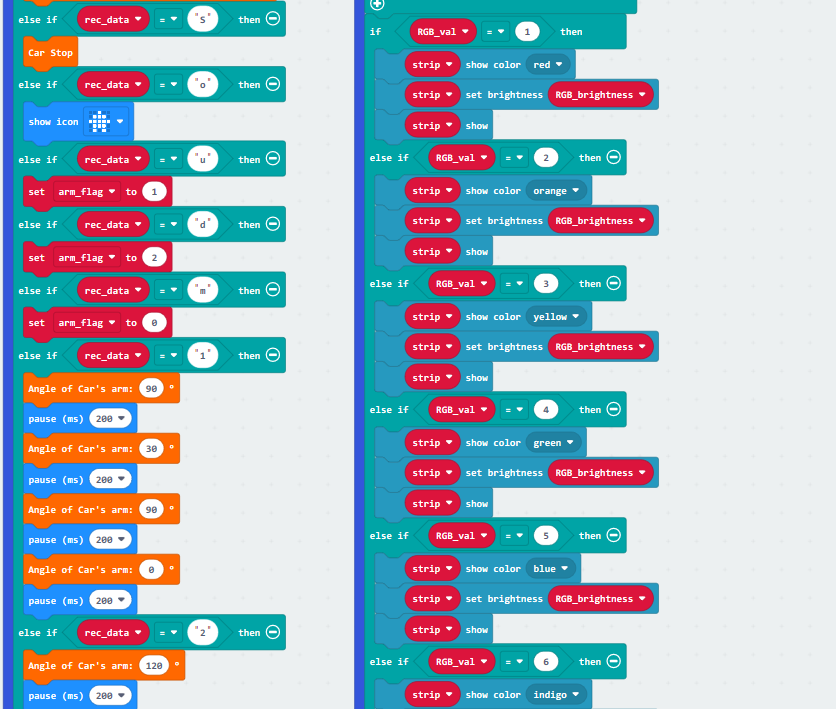 else if rec_data = "S" then
Car Stop
else if rec_data = "o" then
show icon
else if rec_data = "u" then
set arm_flag to 1
else if rec_data = "d" then
set arm_flag to 2
else if rec_data = "m" then
set arm_flag to 0
else if rec_data = "1" then
Angle of Car's arm: 90 °
pause (ms) 200
Angle of Car's arm: 30 °
pause (ms) 200
Angle of Car's arm: 90 °
pause (ms) 200
Angle of Car's arm: 0 °
pause (ms) 200
else if rec_data = "2" then
Angle of Car's arm: 120 °
pause (ms) 200
if RGB_val = 1 then
strip show color red
strip set brightness RGB_brightness
strip show
else if RGB_val = 2 then
strip show color orange
strip set brightness RGB_brightness
strip show
else if RGB_val = 3 then
strip show color yellow
strip set brightness RGB_brightness
strip show
else if RGB_val = 4 then
strip show color green
strip set brightness RGB_brightness
strip show
else if RGB_val = 5 then
strip show color blue
strip set brightness RGB_brightness
strip show
else if RGB_val = 6 then
strip show color indigo